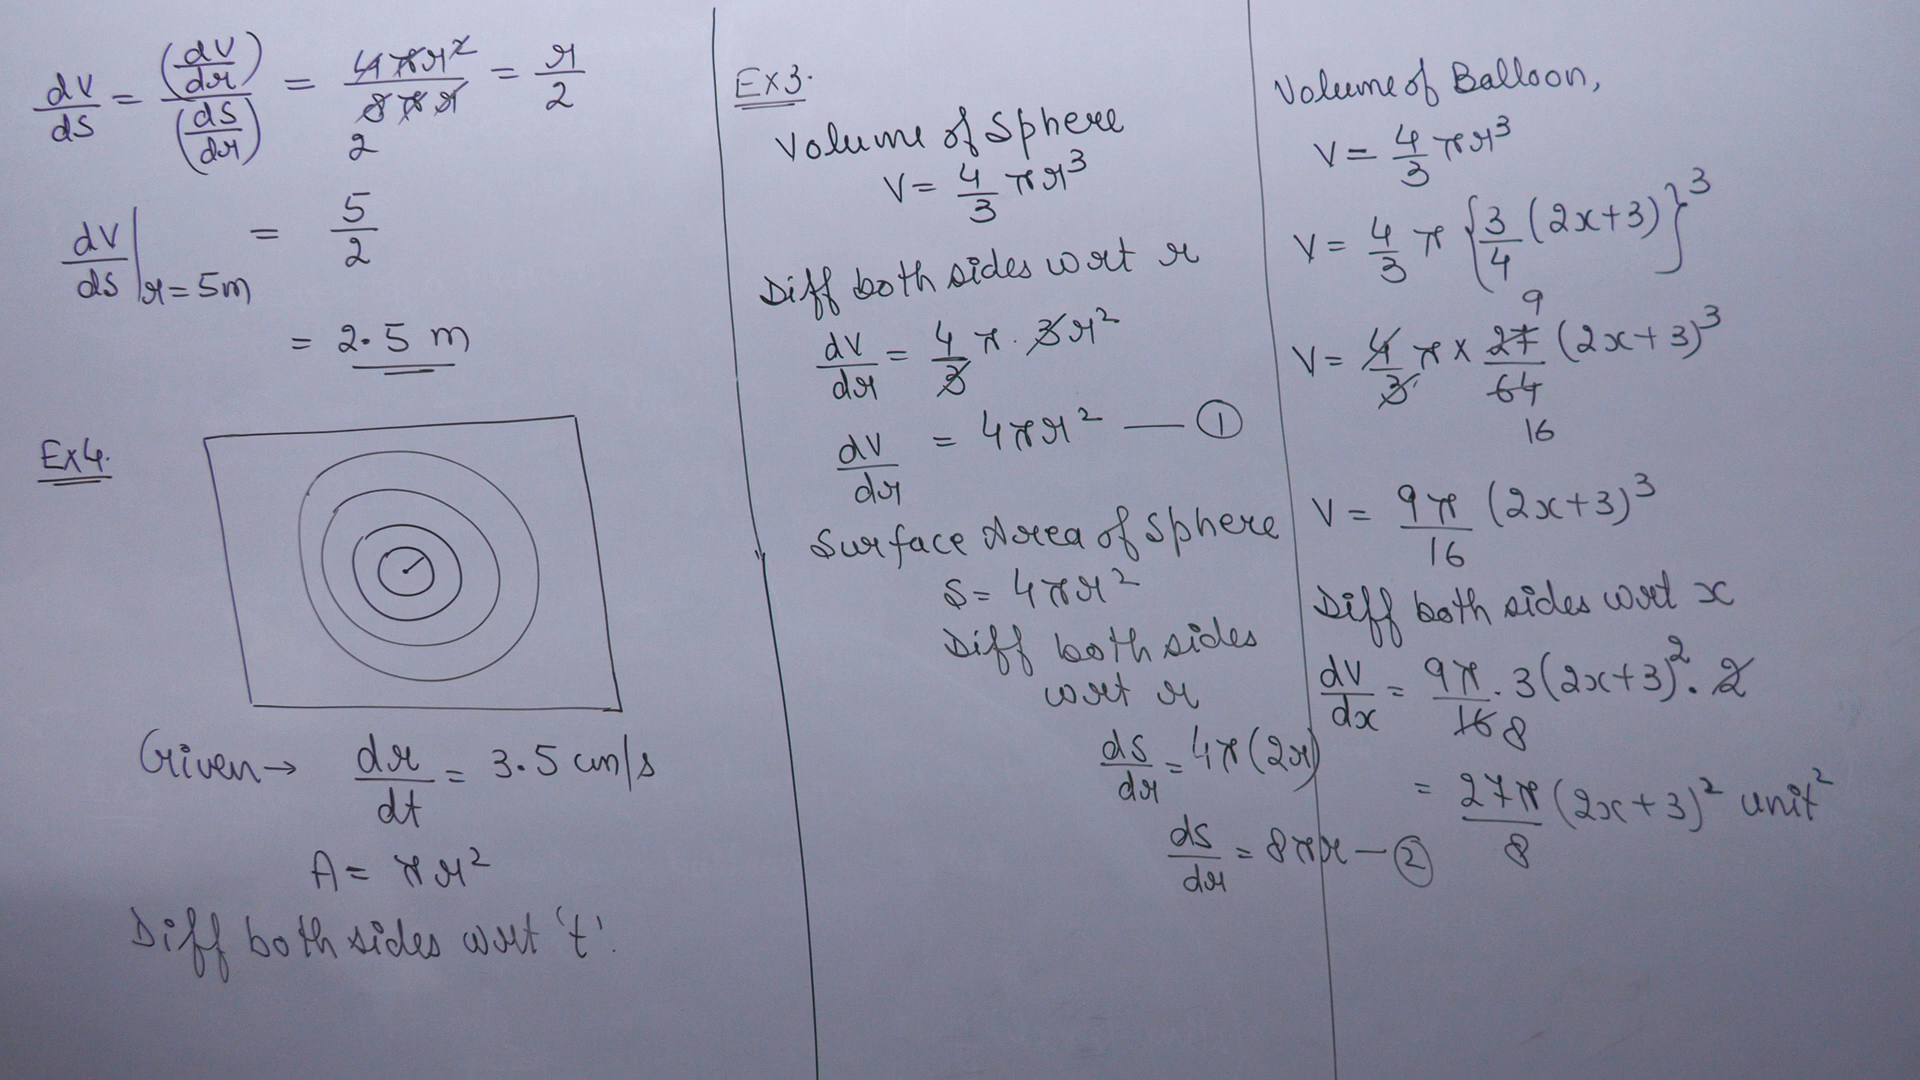 dV/dS = (dV/dr)/(dS/dr) = 4πr²/8πr = r/2
2
dV/dS|r=5m = 5/2
= 2.5 m
Ex4.
Given → dr/dt = 3.5 cm/s
A = πr²
Diff both sides wrt 't'.
Ex3.
Volume of Sphere
V = 4/3 πr³
Diff both sides wrt r
dV/dr = 4/3 π . 3r²
dV/dr = 4πr² — ①
Surface Area of Sphere
S = 4πr²
Diff both sides
wrt r
dS/dr = 4π(2r)
dS/dr = 8πr — ②
Volume of Balloon,
V = 4/3 πr³
V = 4/3 π {3/4 (2x+3)}³
9
V = 4/3 π × 27/64 (2x+3)³
16
V = 9π/16 (2x+3)³
Diff both sides wrt x
dV/dx = 9π/16 . 3(2x+3)² . 2
8
= 27π/8 (2x+3)² unit²